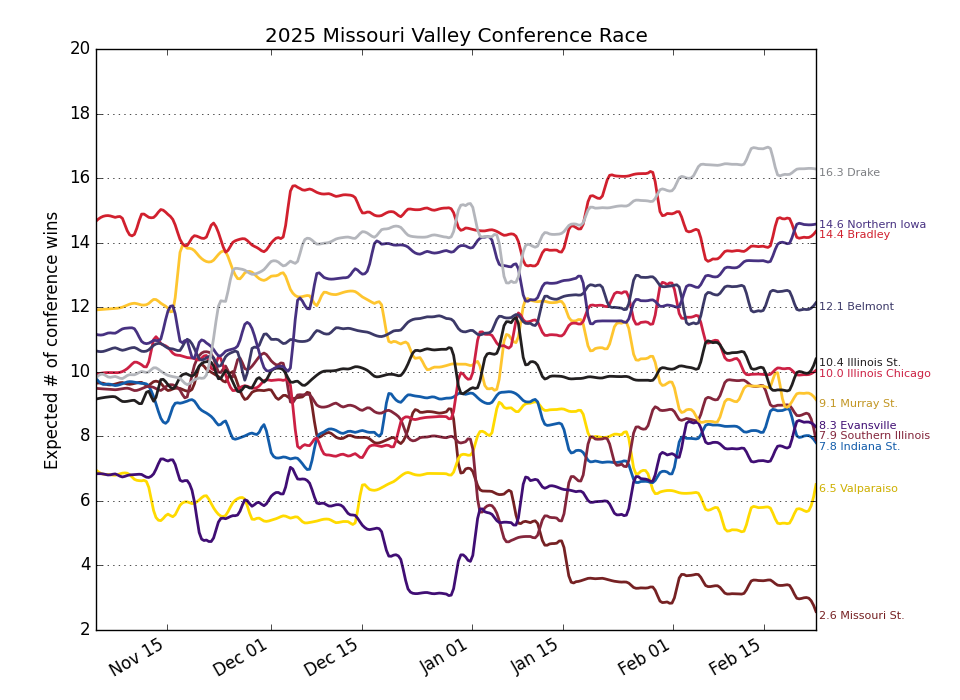 2025 Missouri Valley Conference Race
Expected # of conference wins
20
18
16
14
12
10
8
6
4
2
16.3 Drake
14.6 Northern Iowa
14.4 Bradley
12.1 Belmont
10.4 Illinois St.
10.0 Illinois Chicago
9.1 Murray St.
8.3 Evansville
7.9 Southern Illinois
7.8 Indiana St.
6.5 Valparaiso
2.6 Missouri St.
Nov 15
Dec 01
Dec 15
Jan 01
Jan 15
Feb 01
Feb 15